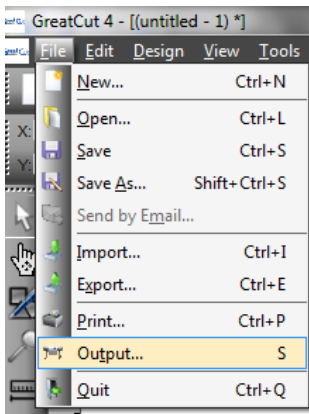 GreatCut 4 - [(untitled - 1) *]
File Edit Design View Tools
New... Ctrl+N
Open... Ctrl+L
X:
Save Ctrl+S
Y:
Save As... Shift+Ctrl+S
Send by Email...
Import... Ctrl+I
Export... Ctrl+E
Print... Ctrl+P
Output... S
Quit Ctrl+Q